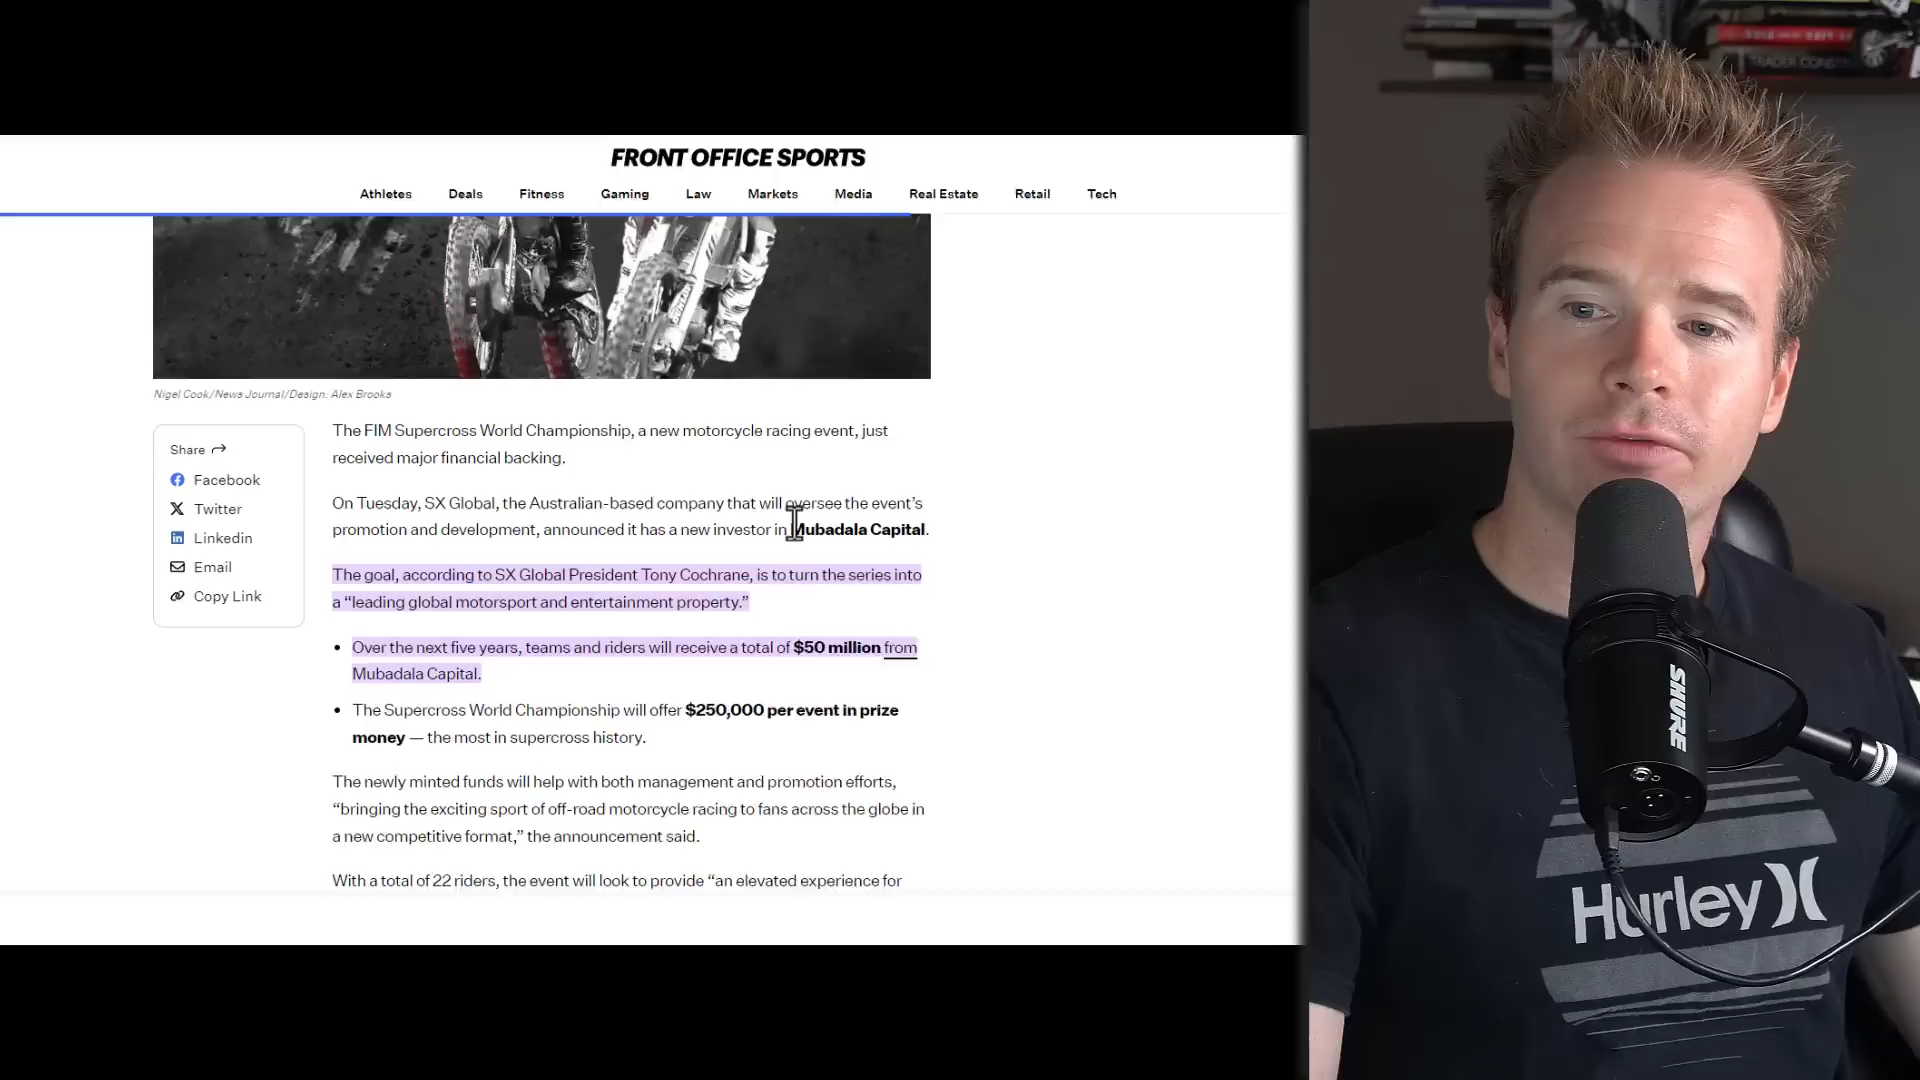 FRONT OFFICE SPORTS
Athletes Deals Fitness Gaming Law Markets Media Real Estate Retail Tech
Nigel Cook/News Journal/Design: Alex Brooks
Share
Facebook
Twitter
Linkedin
Email
Copy Link
The FIM Supercross World Championship, a new motorcycle racing event, just
received major financial backing.
On Tuesday, SX Global, the Australian-based company that will oversee the event’s
promotion and development, announced it has a new investor in Mubadala Capital.
The goal, according to SX Global President Tony Cochrane, is to turn the series into
a “leading global motorsport and entertainment property.”
• Over the next five years, teams and riders will receive a total of $50 million from
Mubadala Capital.
• The Supercross World Championship will offer $250,000 per event in prize
money — the most in supercross history.
The newly minted funds will help with both management and promotion efforts,
“bringing the exciting sport of off-road motorcycle racing to fans across the globe in
a new competitive format,” the announcement said.
With a total of 22 riders, the event will look to provide “an elevated experience for
SHURE
Hurley